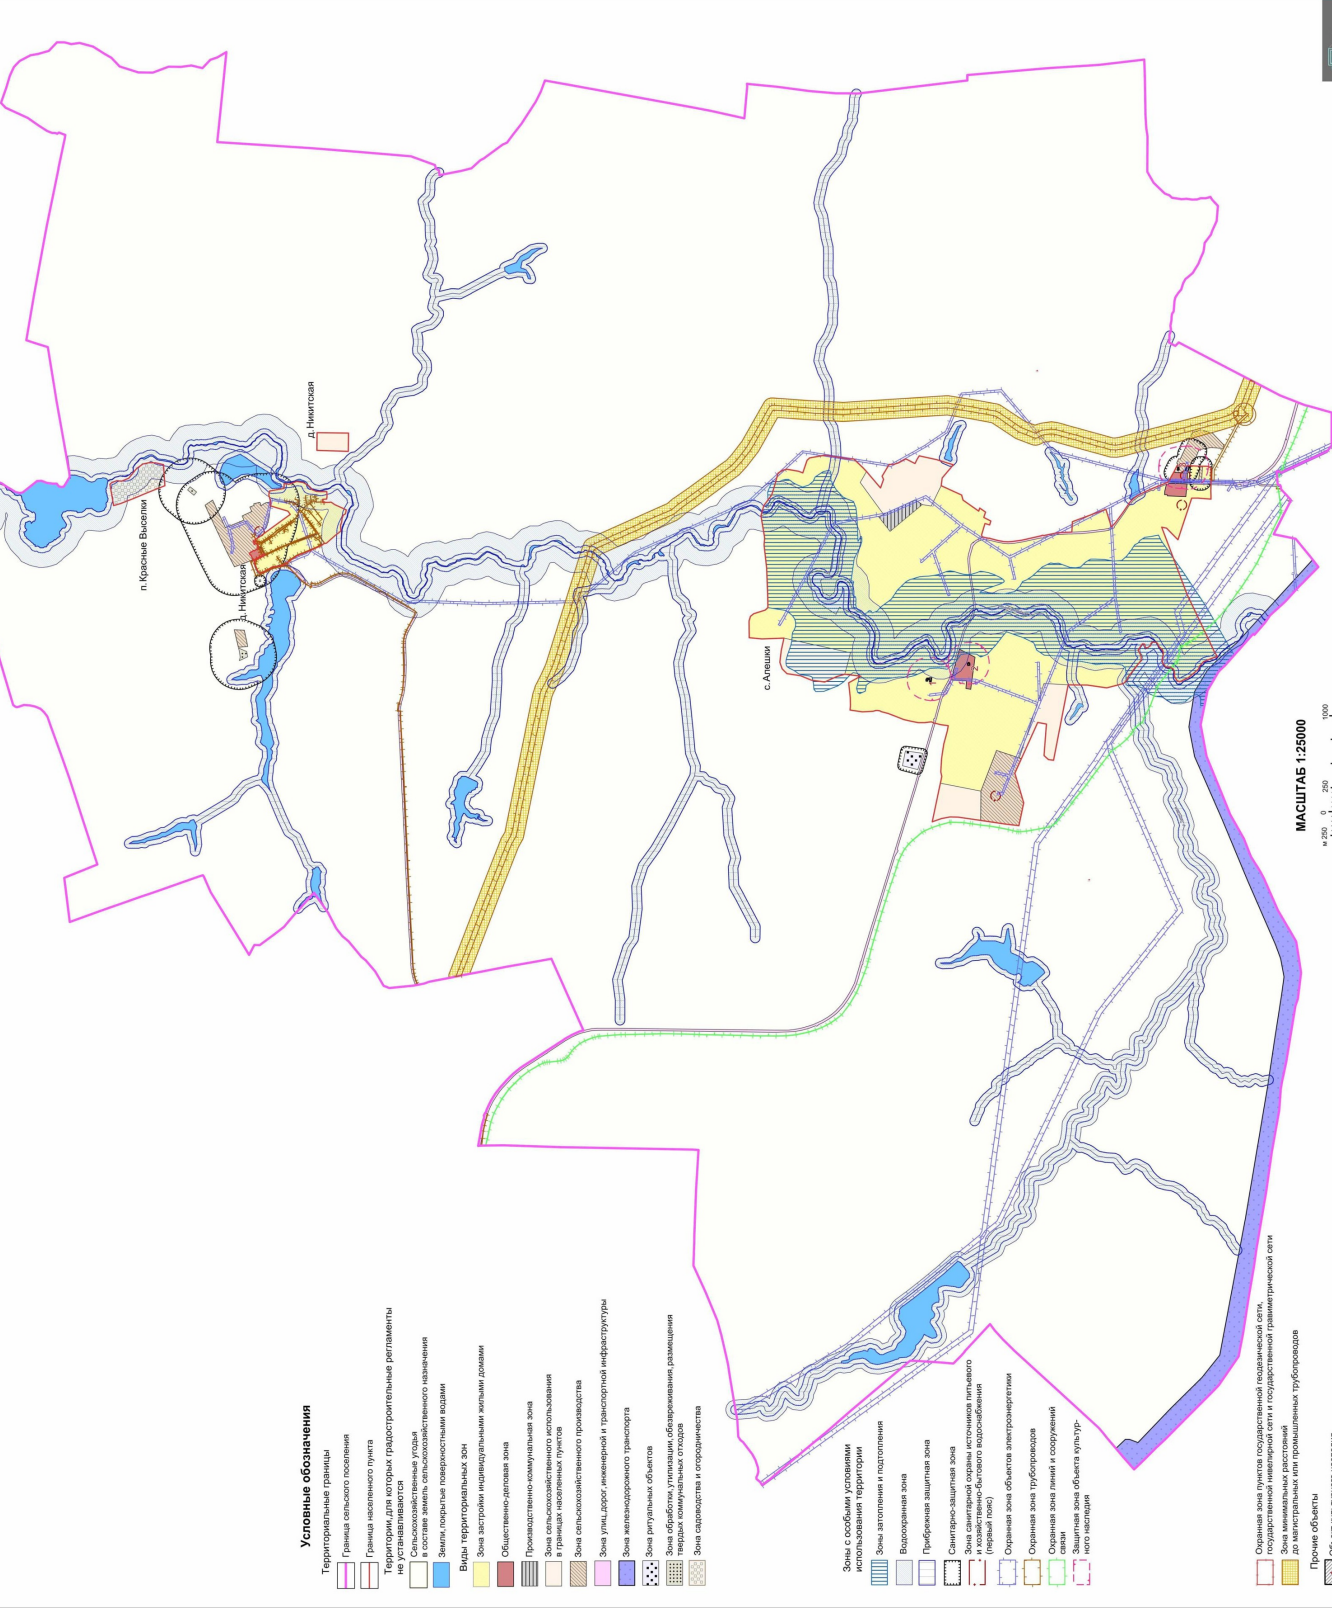 п. Красные Выселки
д. Никитская
д. Никитская
с. Алешки
МАСШТАБ 1:25000
м 250 0 250 1000
Условные обозначения
Территориальные границы
Граница сельского поселения
Граница населенного пункта
Территории, для которых градостроительные регламенты
не устанавливаются
Сельскохозяйственные угодья
в составе земель сельскохозяйственного назначения
Земли, покрытые поверхностными водами
Виды территориальных зон
Зона застройки индивидуальными жилыми домами
Общественно-деловая зона
Производственно-коммунальная зона
Зона сельскохозяйственного использования
в границах населенных пунктов
Зона сельскохозяйственного производства
Зона улиц, дорог, инженерной и транспортной инфраструктуры
Зона железнодорожного транспорта
Зона ритуальных объектов
Зона обработки, утилизации, обезвреживания, размещения
твердых коммунальных отходов
Зона садоводства и огородничества
Зоны с особыми условиями
использования территории
Зоны затопления и подтопления
Водоохранная зона
Прибрежная защитная зона
Санитарно-защитная зона
Зона санитарной охраны источников питьевого
и хозяйственно-бытового водоснабжения
(первый пояс)
Охранная зона объектов электроэнергетики
Охранная зона трубопроводов
Охранная зона линий и сооружений
связи
Защитная зона объекта культур-
ного наследия
Охранная зона пунктов государственной геодезической сети,
государственной нивелирной сети и государственной гравиметрической сети
Зона минимальных расстояний
до магистральных или промышленных трубопроводов
Прочие объекты